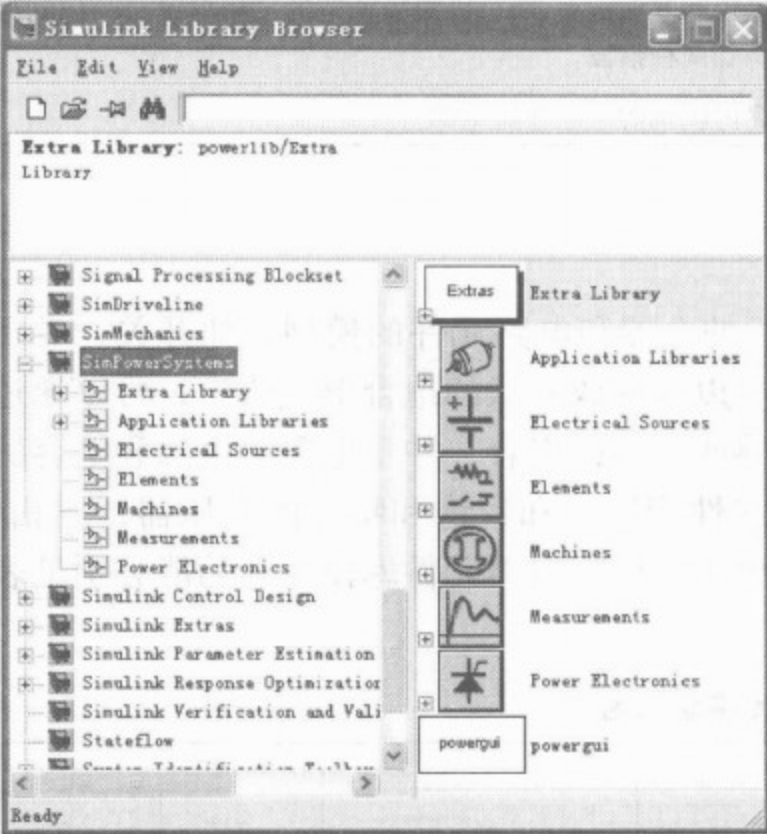 Simulink Library Browser
File Edit View Help
Extra Library: powerlib/Extra
Library
Signal Processing Blockset
SimDriveline
SimMechanics
SimPowerSystems
Extra Library
Application Libraries
Electrical Sources
Elements
Machines
Measurements
Power Electronics
Simulink Control Design
Simulink Extras
Simulink Parameter Estimation
Simulink Response Optimization
Simulink Verification and Vali
Stateflow
System Identification Toolbox
Extras
Extra Library
Application Libraries
Electrical Sources
Elements
Machines
Measurements
Power Electronics
powergui
powergui
Ready